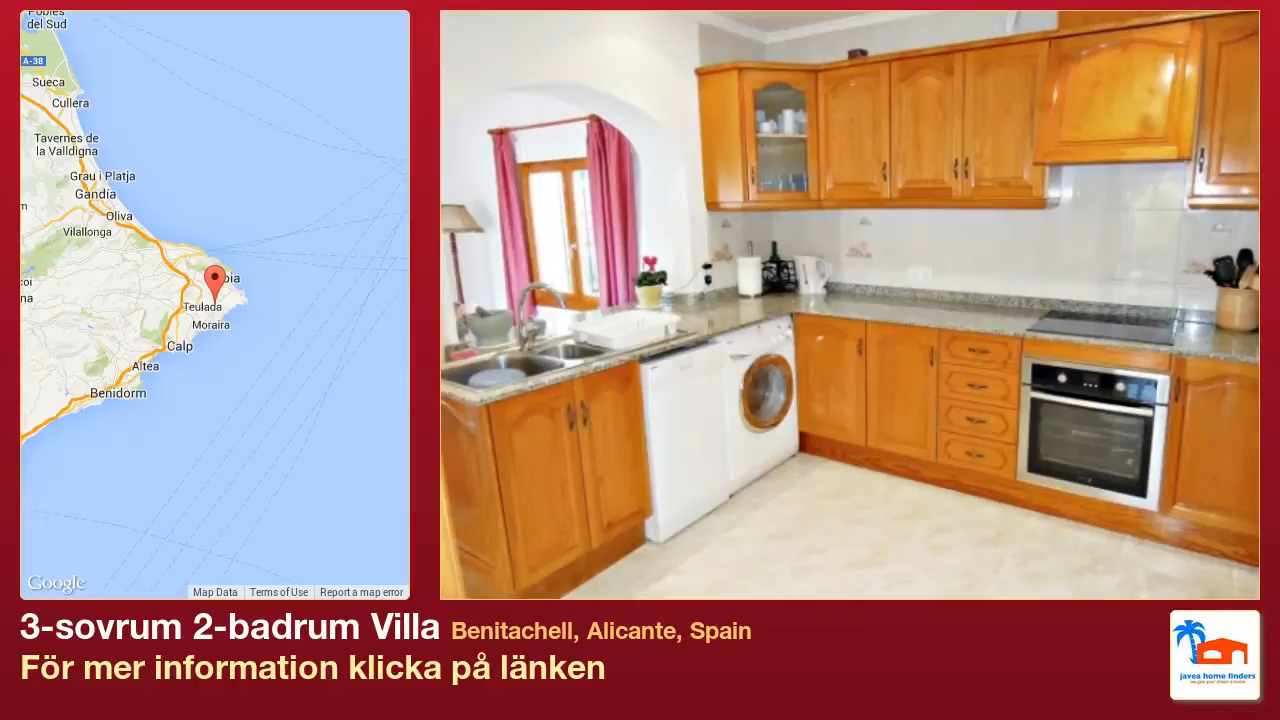 Pobles
del Sud
A-38
Sueca
Cullera
Tavernes de
la Valldigna
Grau i Platja
Gandía
Oliva
Vilallonga
Teulada
Moraira
Calp
Altea
Benidorm
Google
Map Data
Terms of Use
Report a map error
3-sovrum 2-badrum Villa Benitachell, Alicante, Spain
För mer information klicka på länken
javea home finders